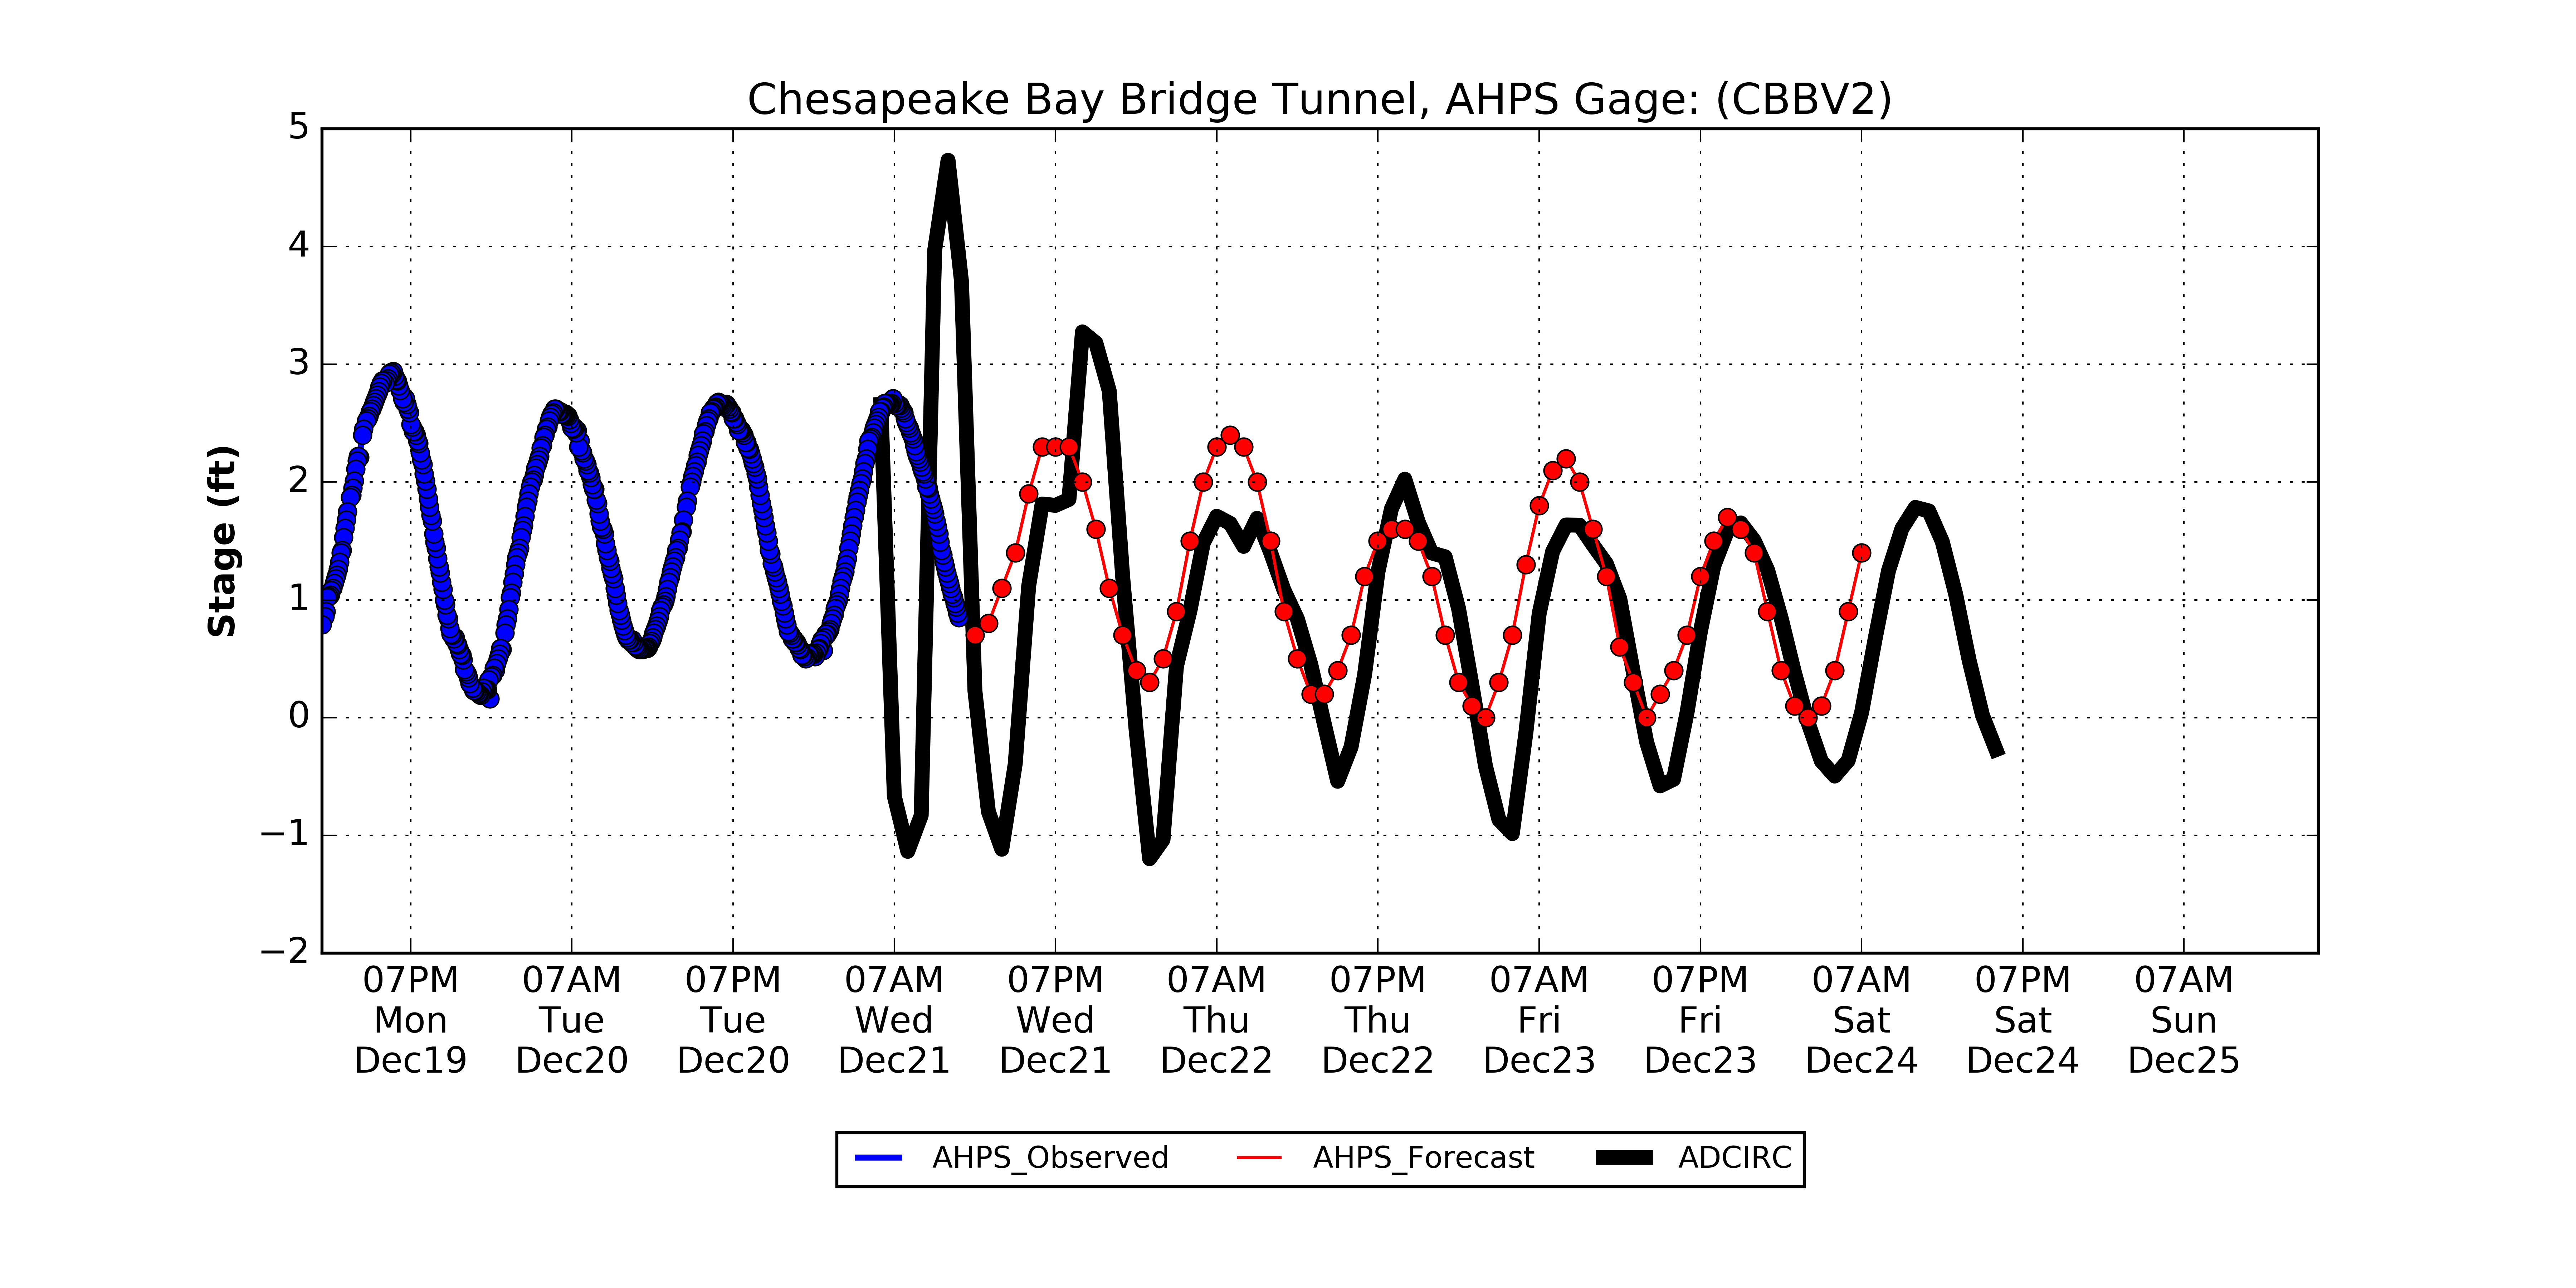 Chesapeake Bay Bridge Tunnel, AHPS Gage: (CBBV2)
Stage (ft)
5
4
3
2
1
0
−1
−2
07PM 07AM 07PM 07AM 07PM 07AM 07PM 07AM 07PM 07AM 07PM 07AM
Mon Tue Tue Wed Wed Thu Thu Fri Fri Sat Sat Sun
Dec19 Dec20 Dec20 Dec21 Dec21 Dec22 Dec22 Dec23 Dec23 Dec24 Dec24 Dec25
AHPS_Observed AHPS_Forecast ADCIRC